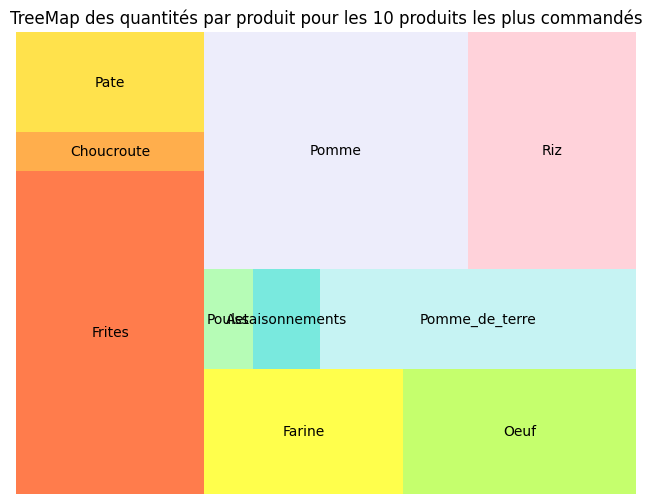 TreeMap des quantités par produit pour les 10 produits les plus commandés
Pate
Choucroute
Frites
Pomme
Riz
Poulet
Assaisonnements
Pomme_de_terre
Farine
Oeuf